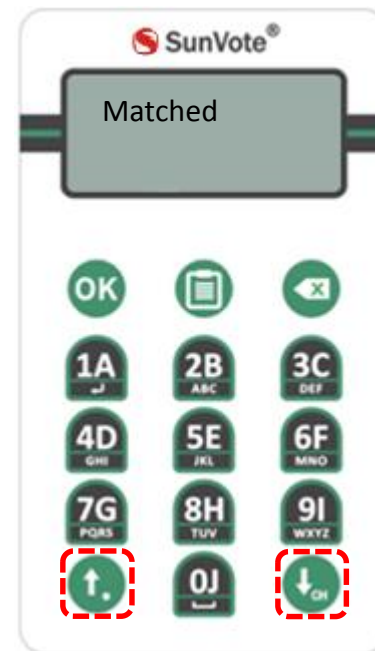 SunVote®
Matched
OK
1A 2B 3C
ABC DEF
4D 5E 6F
GHI JKL MNO
7G 8H 9I
PQRS TUV WXYZ
. 0J CH